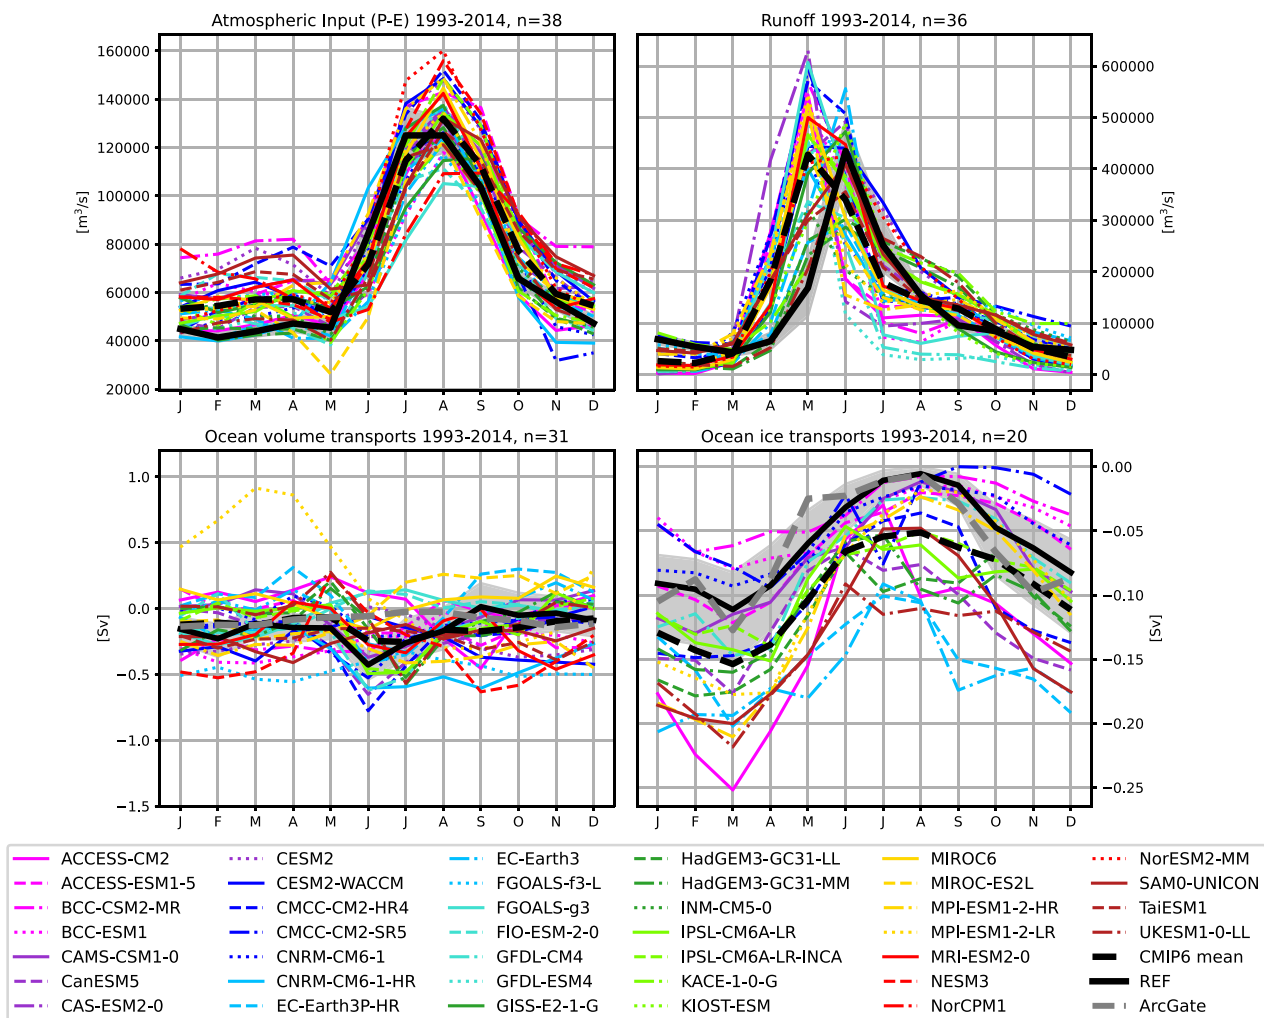 Atmospheric Input (P-E) 1993-2014, n=38
Runoff 1993-2014, n=36
160000
140000
120000
100000
80000
60000
40000
20000
[m³/s]
J F M A M J J A S O N D
600000
500000
400000
300000
200000
100000
0
[m³/s]
J F M A M J J A S O N D
Ocean volume transports 1993-2014, n=31
Ocean ice transports 1993-2014, n=20
1.0
0.5
0.0
−0.5
−1.0
−1.5
[Sv]
J F M A M J J A S O N D
0.00
−0.05
−0.10
−0.15
−0.20
−0.25
[Sv]
J F M A M J J A S O N D
ACCESS-CM2
ACCESS-ESM1-5
BCC-CSM2-MR
BCC-ESM1
CAMS-CSM1-0
CanESM5
CAS-ESM2-0
CESM2
CESM2-WACCM
CMCC-CM2-HR4
CMCC-CM2-SR5
CNRM-CM6-1
CNRM-CM6-1-HR
EC-Earth3P-HR
EC-Earth3
FGOALS-f3-L
FGOALS-g3
FIO-ESM-2-0
GFDL-CM4
GFDL-ESM4
GISS-E2-1-G
HadGEM3-GC31-LL
HadGEM3-GC31-MM
INM-CM5-0
IPSL-CM6A-LR
IPSL-CM6A-LR-INCA
KACE-1-0-G
KIOST-ESM
MIROC6
MIROC-ES2L
MPI-ESM1-2-HR
MPI-ESM1-2-LR
MRI-ESM2-0
NESM3
NorCPM1
NorESM2-MM
SAM0-UNICON
TaiESM1
UKESM1-0-LL
CMIP6 mean
REF
ArcGate